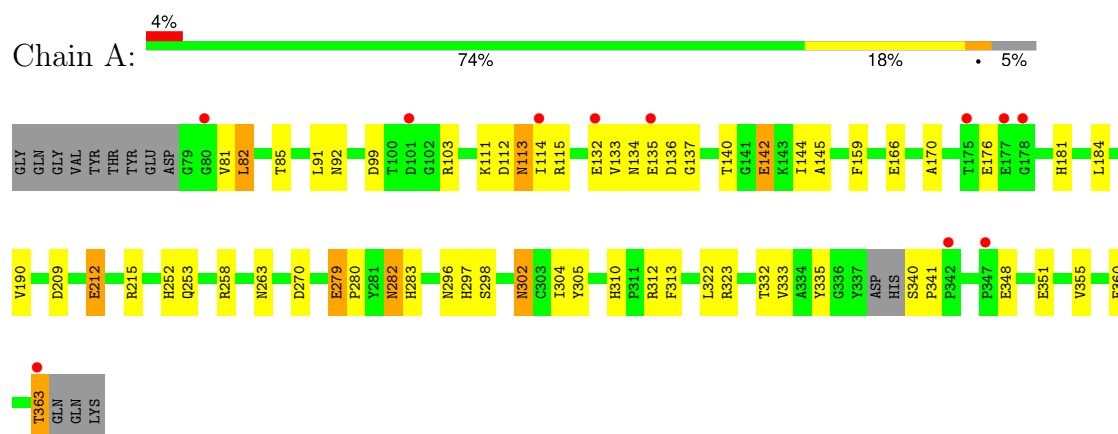 4%
Chain A:
74% 18% • 5%
GLY GLN GLY VAL TYR THR TYR GLU ASP G79 G80 V81 L82 T85 L91 N92 D99 T100 D101 G102 R103 K111 D112 N113 I114 R115 E132 V133 N134 E135 D136 G137 T140 G141 E142 K143 I144 A145 F159 E166 A170 T175 E176 E177 G178 H181 L184
V190 D209 E212 R215 H252 Q253 R258 N263 D270 E279 P280 Y281 N282 H283 N296 H297 S298 N302 C303 I304 Y305 H310 P311 R312 F313 L322 R323 T332 V333 A334 Y335 G336 Y337 ASP HIS S340 P341 P342 P347 E348 E351 V355
T363 GLN GLN LYS